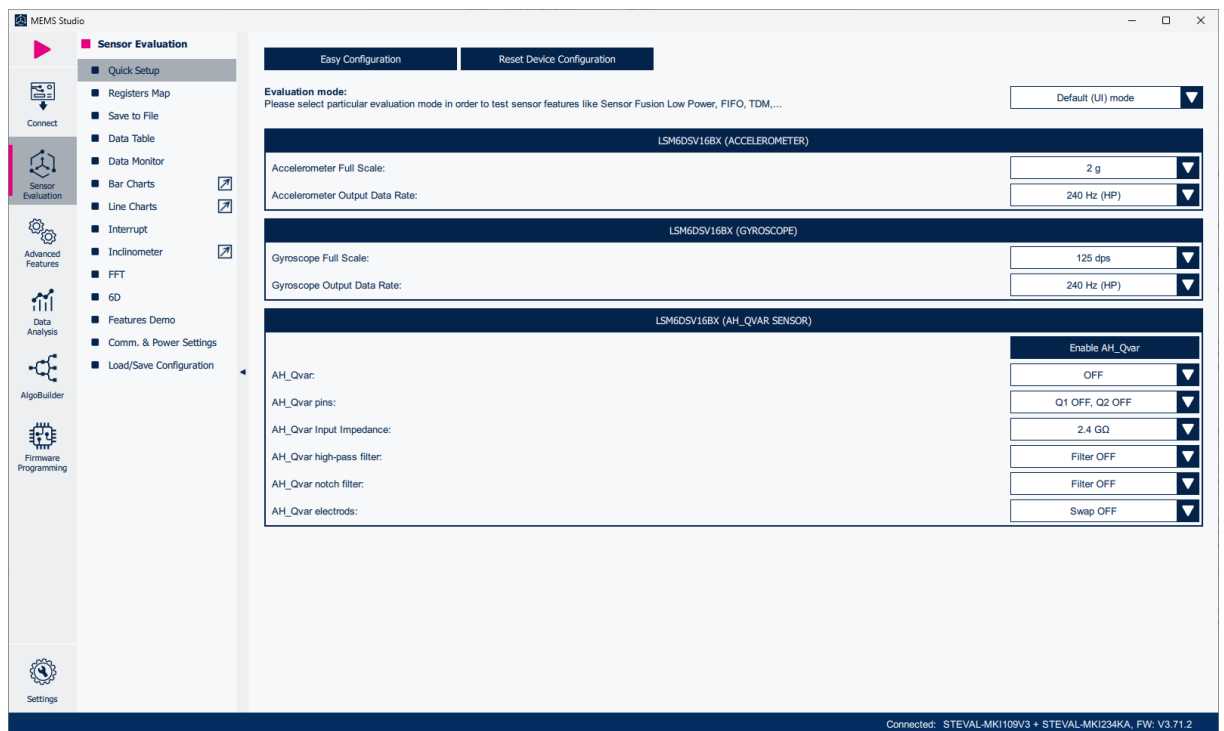 MEMS Studio
Connect
Sensor
Evaluation
Advanced
Features
Data
Analysis
AlgoBuilder
Firmware
Programming
Settings
Sensor Evaluation
Quick Setup
Registers Map
Save to File
Data Table
Data Monitor
Bar Charts
Line Charts
Interrupt
Inclinometer
FFT
6D
Features Demo
Comm. & Power Settings
Load/Save Configuration
Easy Configuration
Reset Device Configuration
Evaluation mode:
Please select particular evaluation mode in order to test sensor features like Sensor Fusion Low Power, FIFO, TDM,...
Default (UI) mode
LSM6DSV16BX (ACCELEROMETER)
Accelerometer Full Scale: 2 g
Accelerometer Output Data Rate: 240 Hz (HP)
LSM6DSV16BX (GYROSCOPE)
Gyroscope Full Scale: 125 dps
Gyroscope Output Data Rate: 240 Hz (HP)
LSM6DSV16BX (AH_QVAR SENSOR)
Enable AH_Qvar
AH_Qvar: OFF
AH_Qvar pins: Q1 OFF, Q2 OFF
AH_Qvar Input Impedance: 2.4 GΩ
AH_Qvar high-pass filter: Filter OFF
AH_Qvar notch filter: Filter OFF
AH_Qvar electrods: Swap OFF
Connected: STEVAL-MKI109V3 + STEVAL-MKI234KA, FW: V3.71.2